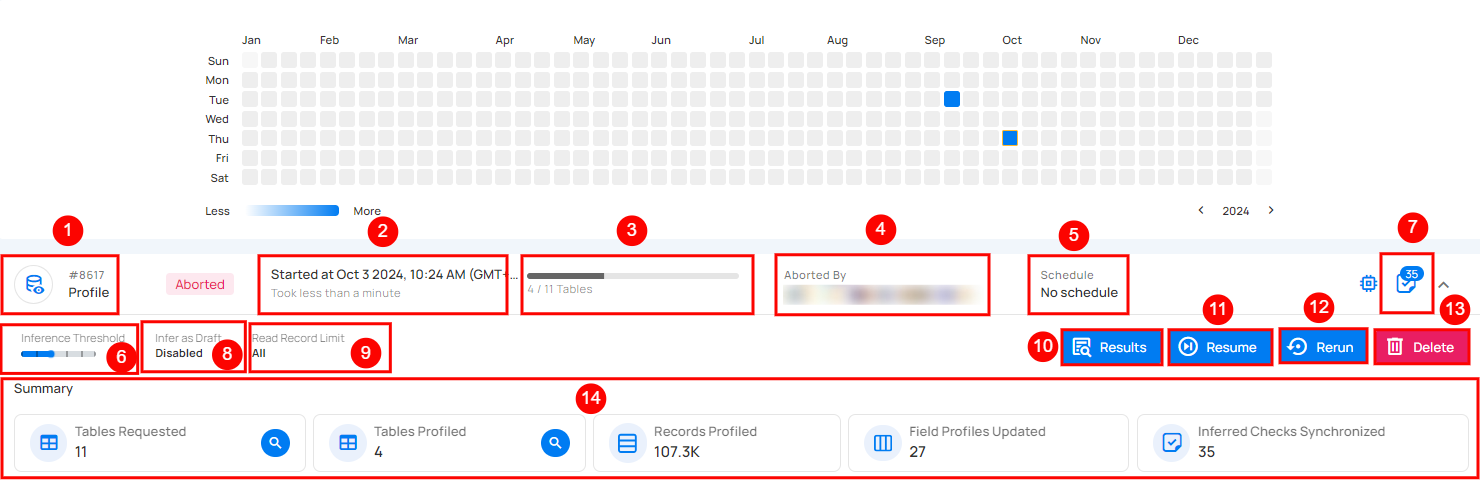 Jan Feb Mar Apr May Jun Jul Aug Sep Oct Nov Dec
Sun
Mon
Tue
Wed
Thu
Fri
Sat
Less More 2024
1 2 3 4 5 7
#8617
Profile
Aborted
Started at Oct 3 2024, 10:24 AM (GMT+...
Took less than a minute
4 / 11 Tables
Aborted By
Schedule
No schedule
35
Inference Threshold
6
Infer as Draft
Disabled
8
Read Record Limit
All
9
10 Results
11 Resume
12 Rerun
13 Delete
Summary
14
Tables Requested
11
Tables Profiled
4
Records Profiled
107.3K
Field Profiles Updated
27
Inferred Checks Synchronized
35